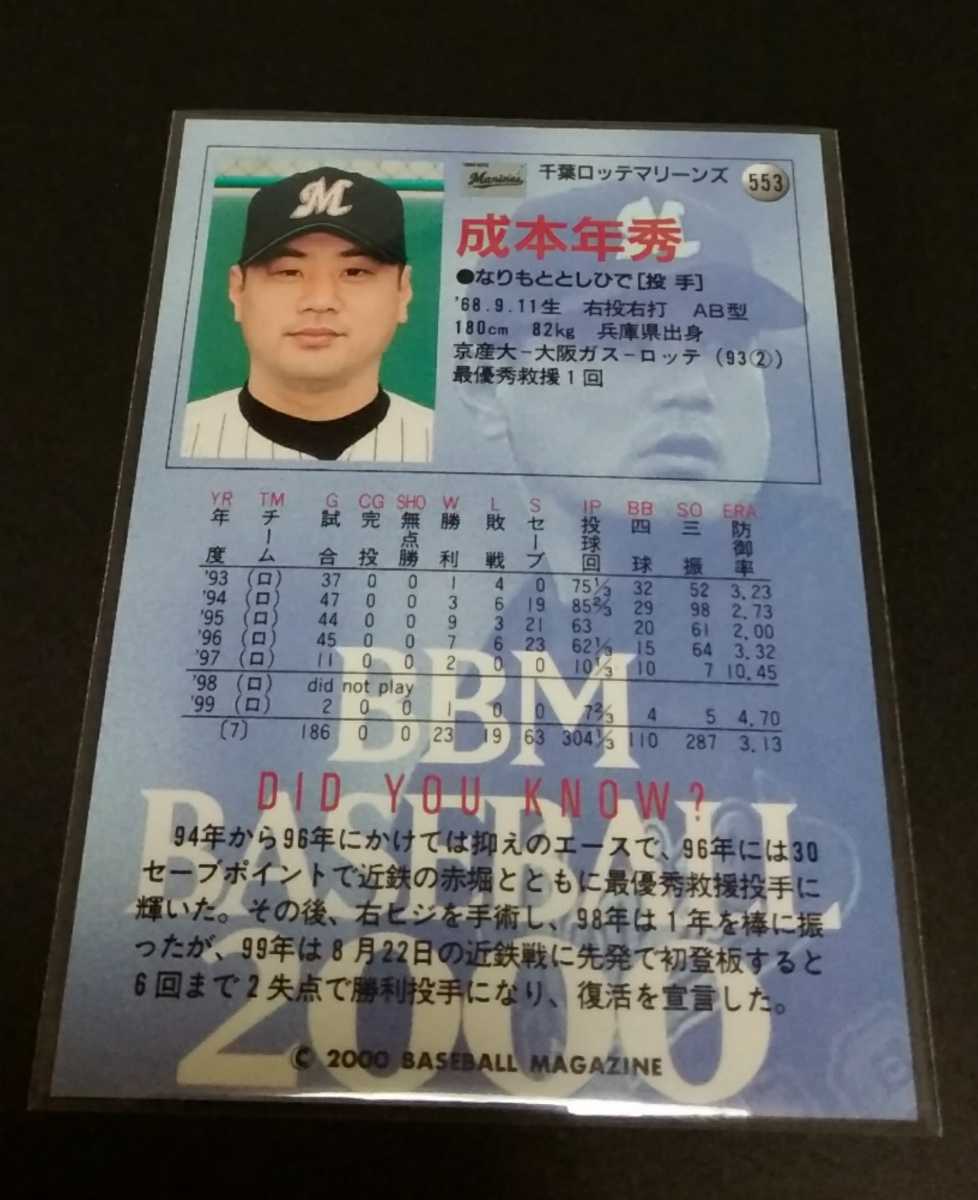 M
Marines
千葉ロッテマリーンズ
553
成本年秀
●なりもととしひで[投手]
'68.9.11生 右投右打 AB型
180cm 82kg 兵庫県出身
京産大-大阪ガス-ロッテ (93②)
最優秀救援1回
YR TM G CG SHO W L S IP BB SO ERA
年度 チーム 試合 完投 無点勝 勝利 敗戦 セーブ 投球回 四球 三振 防御率
'93 (ロ) 37 0 0 1 4 0 75⅓ 32 52 3.23
'94 (ロ) 47 0 0 3 6 19 85⅔ 29 98 2.73
'95 (ロ) 44 0 0 9 3 21 63 20 61 2.00
'96 (ロ) 45 0 0 7 6 23 62⅓ 15 64 3.32
'97 (ロ) 11 0 0 2 0 0 10⅓ 10 7 10.45
'98 (ロ) did not play
'99 (ロ) 2 0 0 1 0 0 7⅔ 4 5 4.70
〔7〕 186 0 0 23 19 63 304⅓ 110 287 3.13
BBM
DID YOU KNOW?
BASEBALL
2000
94年から96年にかけては抑えのエースで、96年には30
セーブポイントで近鉄の赤堀とともに最優秀救援投手に
輝いた。その後、右ヒジを手術し、98年は1年を棒に振
ったが、99年は8月22日の近鉄戦に先発で初登板すると
6回まで2失点で勝利投手になり、復活を宣言した。
© 2000 BASEBALL MAGAZINE